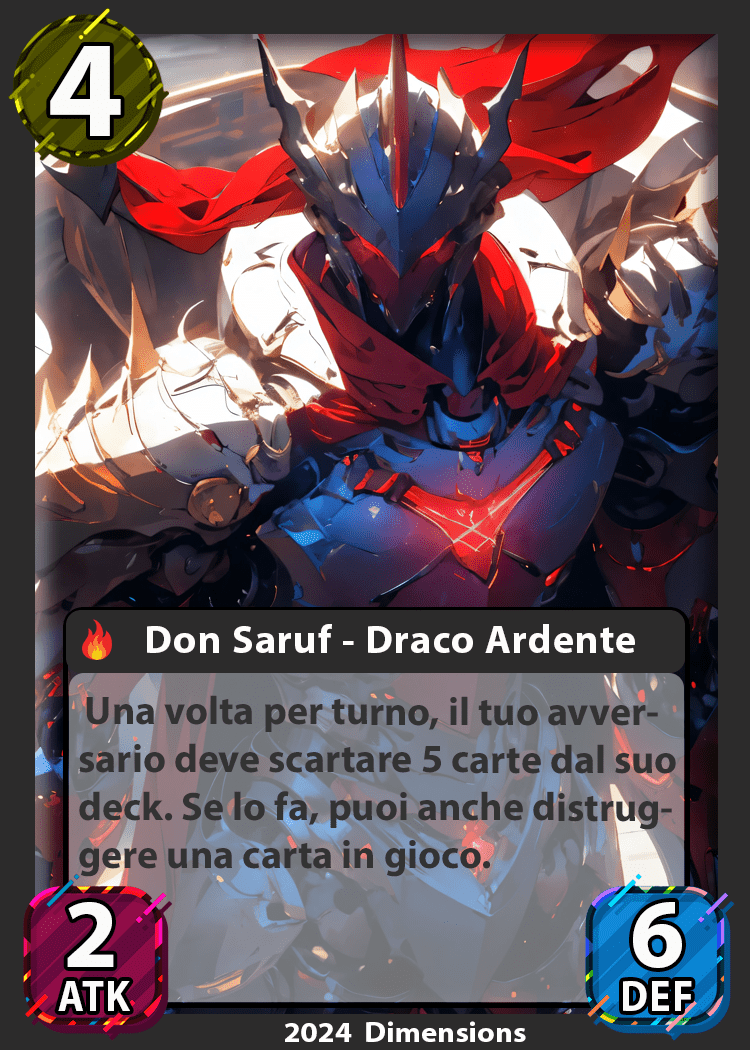 4
Don Saruf - Draco Ardente
Una volta per turno, il tuo avver-
sario deve scartare 5 carte dal suo
deck. Se lo fa, puoi anche distrug-
gere una carta in gioco.
2
ATK
6
DEF
2024 Dimensions